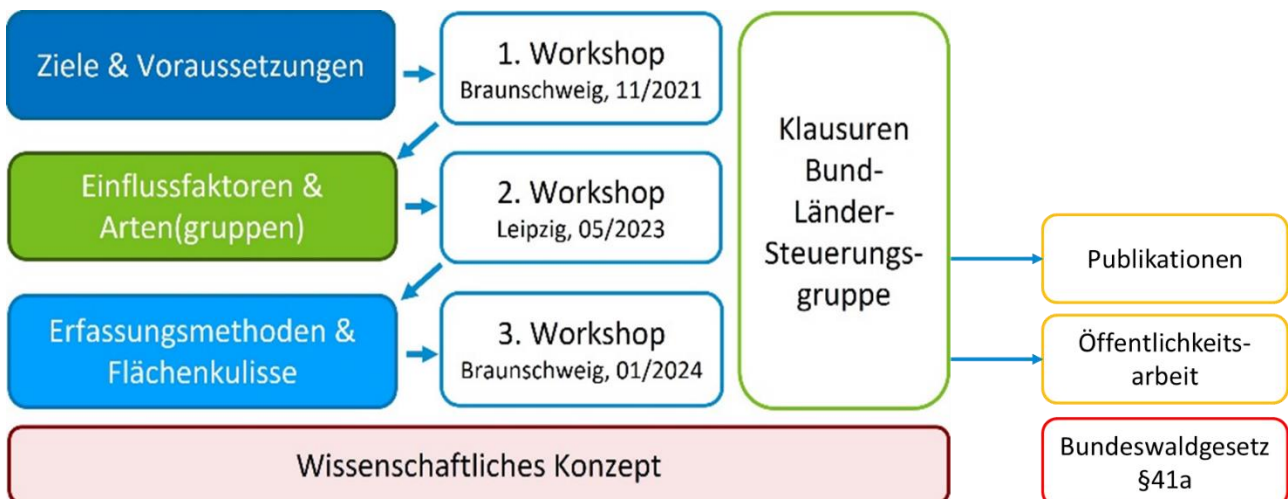 Ziele & Voraussetzungen
1. Workshop
Braunschweig, 11/2021
Einflussfaktoren &
Arten(gruppen)
2. Workshop
Leipzig, 05/2023
Erfassungsmethoden &
Flächenkulisse
3. Workshop
Braunschweig, 01/2024
Klausuren
Bund-
Länder-
Steuerungs-
gruppe
Publikationen
Öffentlichkeits-
arbeit
Wissenschaftliches Konzept
Bundeswaldgesetz
§41a